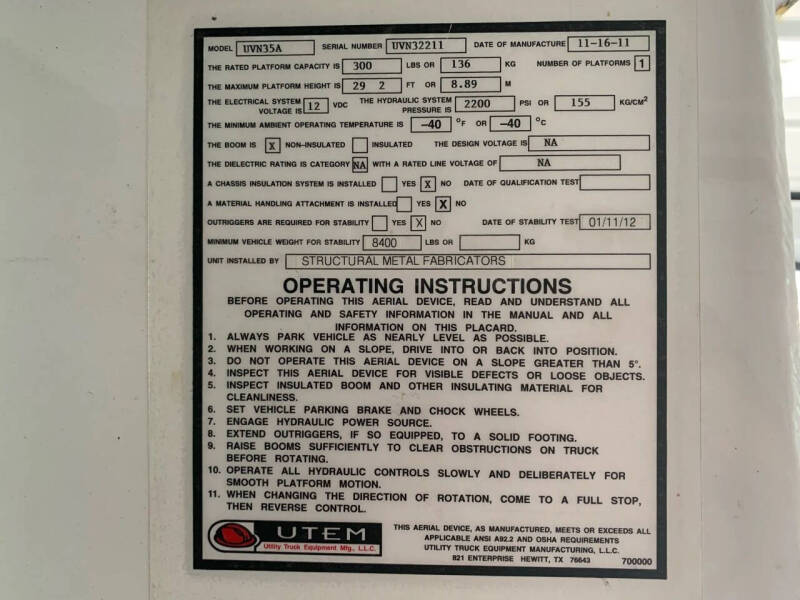 MODEL UVN35A SERIAL NUMBER UVN32211 DATE OF MANUFACTURE 11-16-11
THE RATED PLATFORM CAPACITY IS 300 LBS OR 136 KG NUMBER OF PLATFORMS 1
THE MAXIMUM PLATFORM HEIGHT IS 29 2 FT OR 8.89 M
THE ELECTRICAL SYSTEM VOLTAGE IS 12 VDC THE HYDRAULIC SYSTEM PRESSURE IS 2200 PSI OR 155 KG/CM²
THE MINIMUM AMBIENT OPERATING TEMPERATURE IS -40 °F OR -40 °C
THE BOOM IS X NON-INSULATED INSULATED THE DESIGN VOLTAGE IS NA
THE DIELECTRIC RATING IS CATEGORY NA WITH A RATED LINE VOLTAGE OF NA
A CHASSIS INSULATION SYSTEM IS INSTALLED YES X NO DATE OF QUALIFICATION TEST
A MATERIAL HANDLING ATTACHMENT IS INSTALLED YES X NO
OUTRIGGERS ARE REQUIRED FOR STABILITY YES X NO DATE OF STABILITY TEST 01/11/12
MINIMUM VEHICLE WEIGHT FOR STABILITY 8400 LBS OR KG
UNIT INSTALLED BY STRUCTURAL METAL FABRICATORS
OPERATING INSTRUCTIONS
BEFORE OPERATING THIS AERIAL DEVICE, READ AND UNDERSTAND ALL
OPERATING AND SAFETY INFORMATION IN THE MANUAL AND ALL
INFORMATION ON THIS PLACARD.
1. ALWAYS PARK VEHICLE AS NEARLY LEVEL AS POSSIBLE.
2. WHEN WORKING ON A SLOPE, DRIVE INTO OR BACK INTO POSITION.
3. DO NOT OPERATE THIS AERIAL DEVICE ON A SLOPE GREATER THAN 5°.
4. INSPECT THIS AERIAL DEVICE FOR VISIBLE DEFECTS OR LOOSE OBJECTS.
5. INSPECT INSULATED BOOM AND OTHER INSULATING MATERIAL FOR
CLEANLINESS.
6. SET VEHICLE PARKING BRAKE AND CHOCK WHEELS.
7. ENGAGE HYDRAULIC POWER SOURCE.
8. EXTEND OUTRIGGERS, IF SO EQUIPPED, TO A SOLID FOOTING.
9. RAISE BOOMS SUFFICIENTLY TO CLEAR OBSTRUCTIONS ON TRUCK
BEFORE ROTATING.
10. OPERATE ALL HYDRAULIC CONTROLS SLOWLY AND DELIBERATELY FOR
SMOOTH PLATFORM MOTION.
11. WHEN CHANGING THE DIRECTION OF ROTATION, COME TO A FULL STOP,
THEN REVERSE CONTROL.
UTEM
Utility Truck Equipment Mfg., L.L.C.
THIS AERIAL DEVICE, AS MANUFACTURED, MEETS OR EXCEEDS ALL
APPLICABLE ANSI A92.2 AND OSHA REQUIREMENTS
UTILITY TRUCK EQUIPMENT MANUFACTURING, L.L.C.
821 ENTERPRISE HEWITT, TX 76643 700000